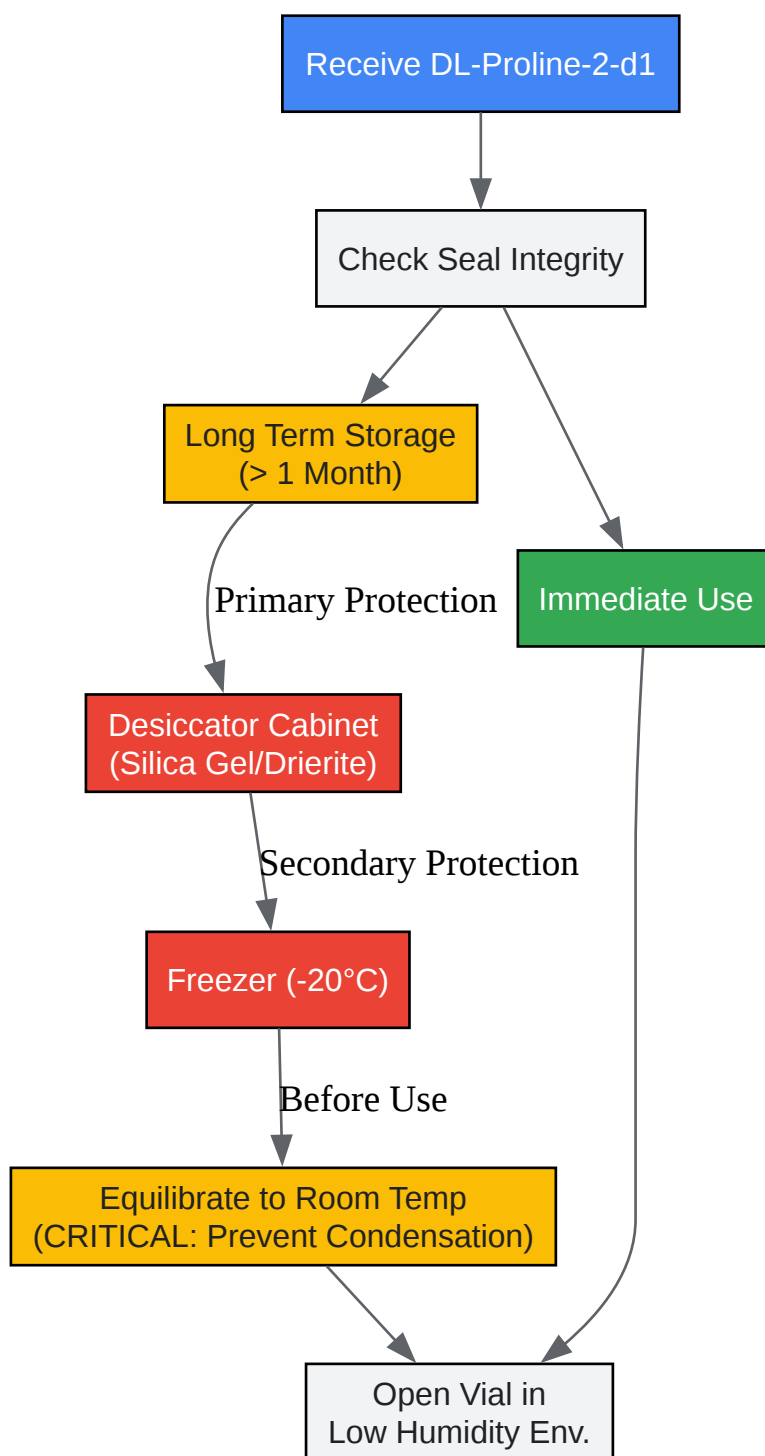 Receive DL-Proline-2-d1
Check Seal Integrity
Long Term Storage
(> 1 Month)
Primary Protection
Immediate Use
Desiccator Cabinet
(Silica Gel/Drierite)
Secondary Protection
Freezer (-20°C)
Before Use
Equilibrate to Room Temp
(CRITICAL: Prevent Condensation)
Open Vial in
Low Humidity Env.